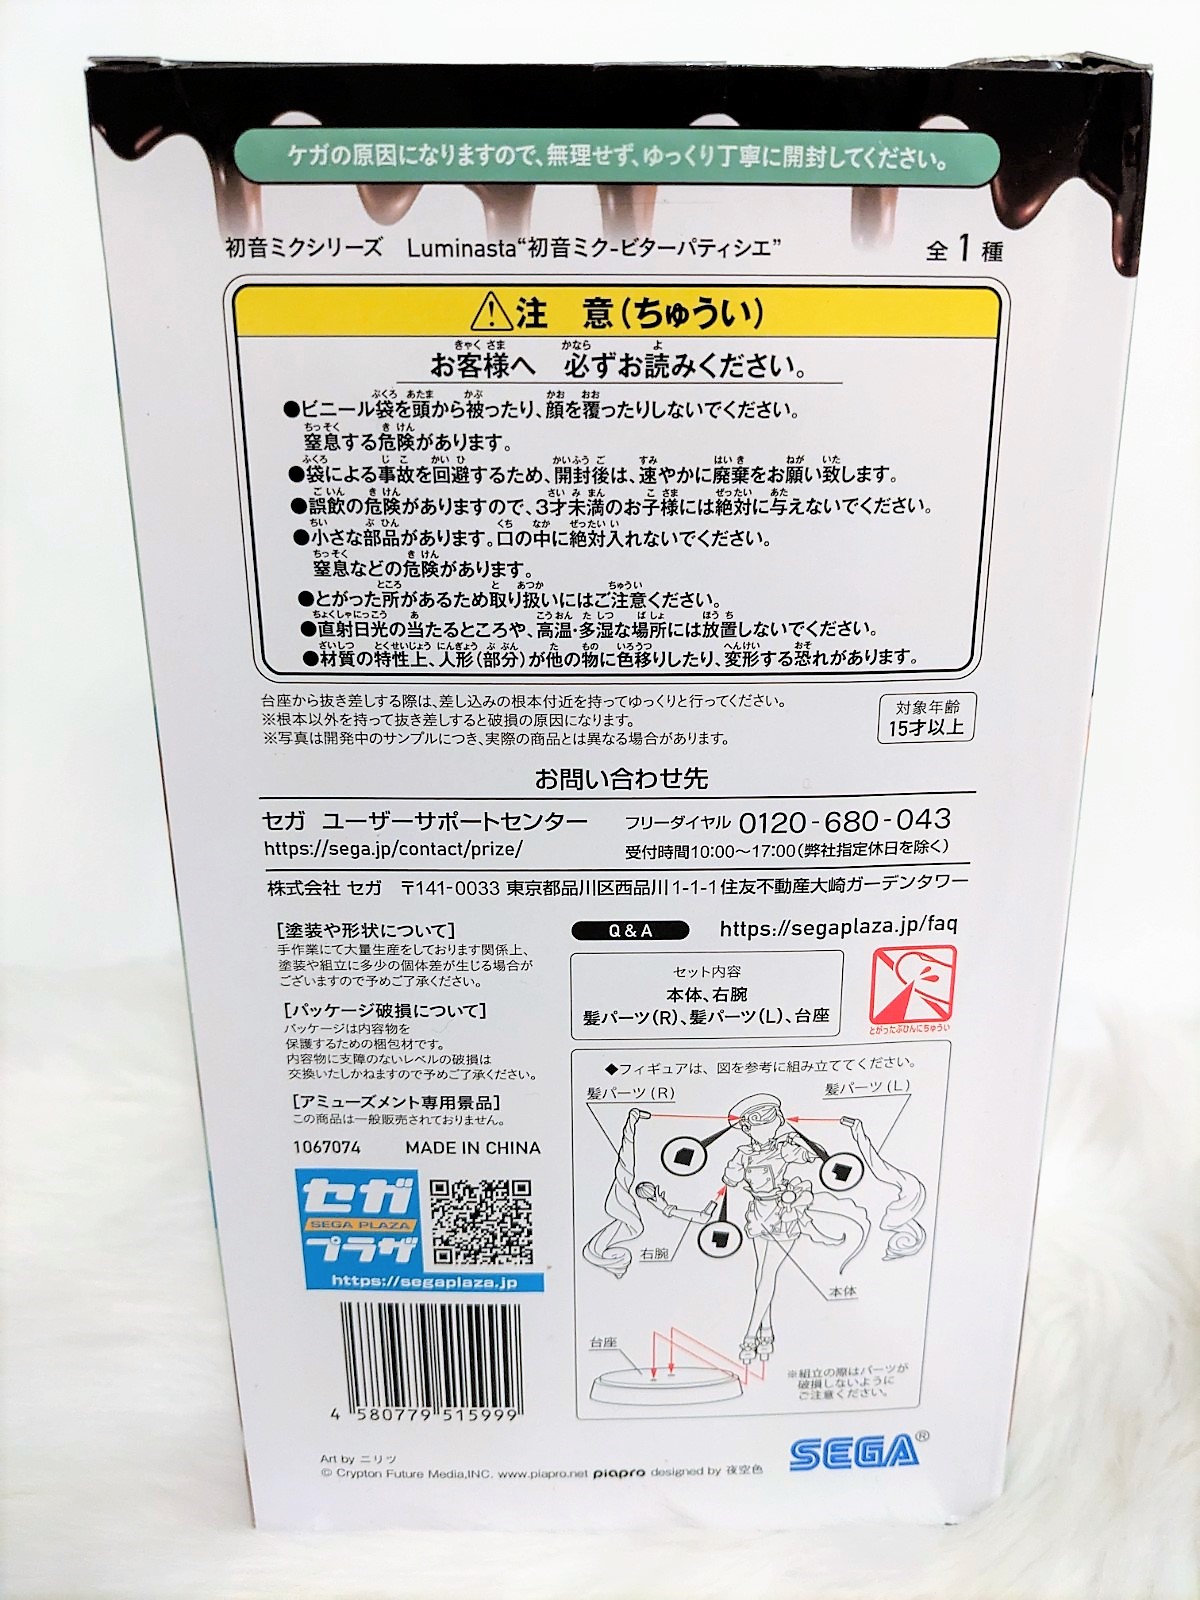 ケガの原因になりますので、無理せず、ゆっくり丁寧に開封してください。
初音ミクシリーズ Luminasta“初音ミク-ビターパティシエ” 全1種
注 意(ちゅうい)
お客様へ 必ずお読みください。
●ビニール袋を頭から被ったり、顔を覆ったりしないでください。
窒息する危険があります。
●袋による事故を回避するため、開封後は、速やかに廃棄をお願い致します。
●誤飲の危険がありますので、3才未満のお子様には絶対に与えないでください。
●小さな部品があります。口の中に絶対入れないでください。
窒息などの危険があります。
●とがった所があるため取り扱いにはご注意ください。
●直射日光の当たるところや、高温・多湿な場所には放置しないでください。
●材質の特性上、人形(部分)が他の物に色移りしたり、変形する恐れがあります。
台座から抜き差しする際は、差し込みの根本付近を持ってゆっくりと行ってください。
※根本以外を持って抜き差しすると破損の原因になります。
※写真は開発中のサンプルにつき、実際の商品とは異なる場合があります。
対象年齢
15才以上
お問い合わせ先
セガ ユーザーサポートセンター フリーダイヤル 0120-680-043
https://sega.jp/contact/prize/ 受付時間10:00〜17:00(弊社指定休日を除く)
株式会社 セガ 〒141-0033 東京都品川区西品川1-1-1住友不動産大崎ガーデンタワー
[塗装や形状について]
手作業にて大量生産をしております関係上、
塗装や組立に多少の個体差が生じる場合が
ございますので予めご了承ください。
[パッケージ破損について]
パッケージは内容物を
保護するための梱包材です。
内容物に支障のないレベルの破損は
交換いたしかねますので予めご了承ください。
[アミューズメント専用景品]
この商品は一般販売されておりません。
1067074 MADE IN CHINA
セガ
SEGA PLAZA
プラザ
https://segaplaza.jp
4 580779 515999
Q&A https://segaplaza.jp/faq
セット内容
本体、右腕
髪パーツ(R)、髪パーツ(L)、台座
とがったぶひんにちゅうい
◆フィギュアは、図を参考に組み立ててください。
髪パーツ(R)
髪パーツ(L)
右腕
本体
台座
※組立の際はパーツが
破損しないように
ご注意ください。
Art by ニリツ
© Crypton Future Media,INC. www.piapro.net piapro designed by 夜空色
SEGA®